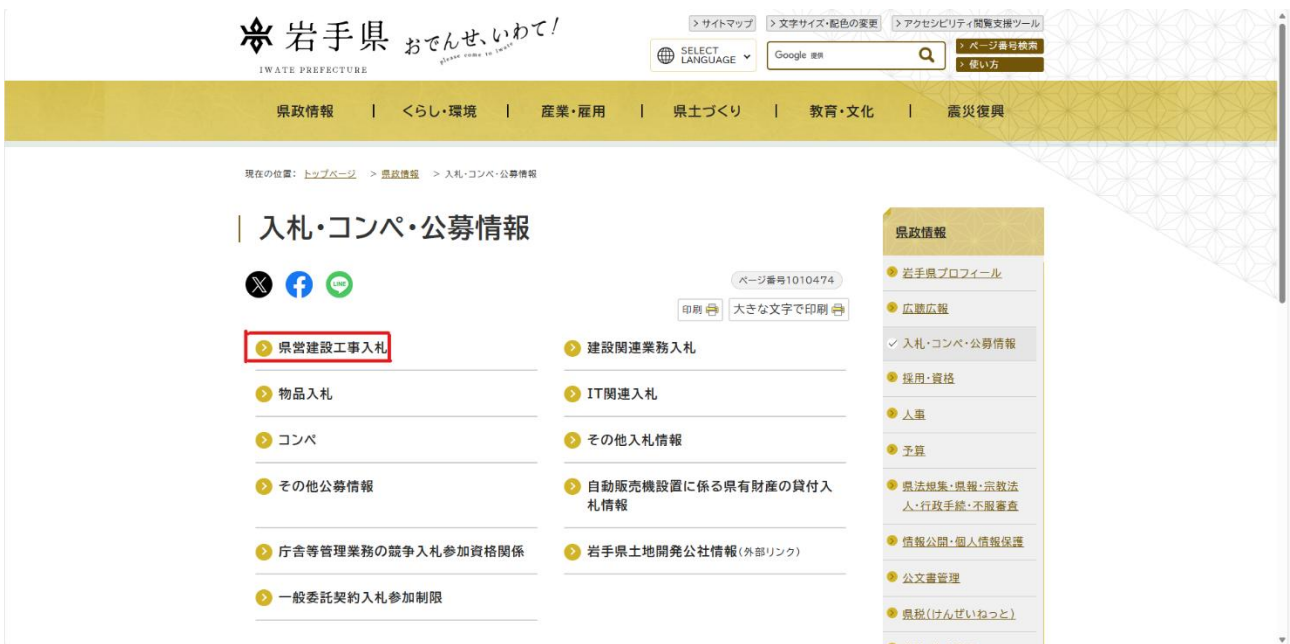 > サイトマップ > 文字サイズ・配色の変更 > アクセシビリティ閲覧支援ツール
岩手県 おでんせ、いわて!
please come to iwate
IWATE PREFECTURE
SELECT LANGUAGE
Google 提供
> ページ番号検索
> 使い方
県政情報 | くらし・環境 | 産業・雇用 | 県土づくり | 教育・文化 | 震災復興
現在の位置: トップページ > 県政情報 > 入札・コンペ・公募情報
入札・コンペ・公募情報
LINE
ページ番号1010474
印刷 大きな文字で印刷
県営建設工事入札
建設関連業務入札
物品入札
IT関連入札
コンペ
その他入札情報
その他公募情報
自動販売機設置に係る県有財産の貸付入
札情報
庁舎等管理業務の競争入札参加資格関係
岩手県土地開発公社情報(外部リンク)
一般委託契約入札参加制限
県政情報
岩手県プロフィール
広聴広報
入札・コンペ・公募情報
採用・資格
人事
予算
県法規集・県報・宗教法
人・行政手続・不服審査
情報公開・個人情報保護
公文書管理
県税(けんぜいねっと)